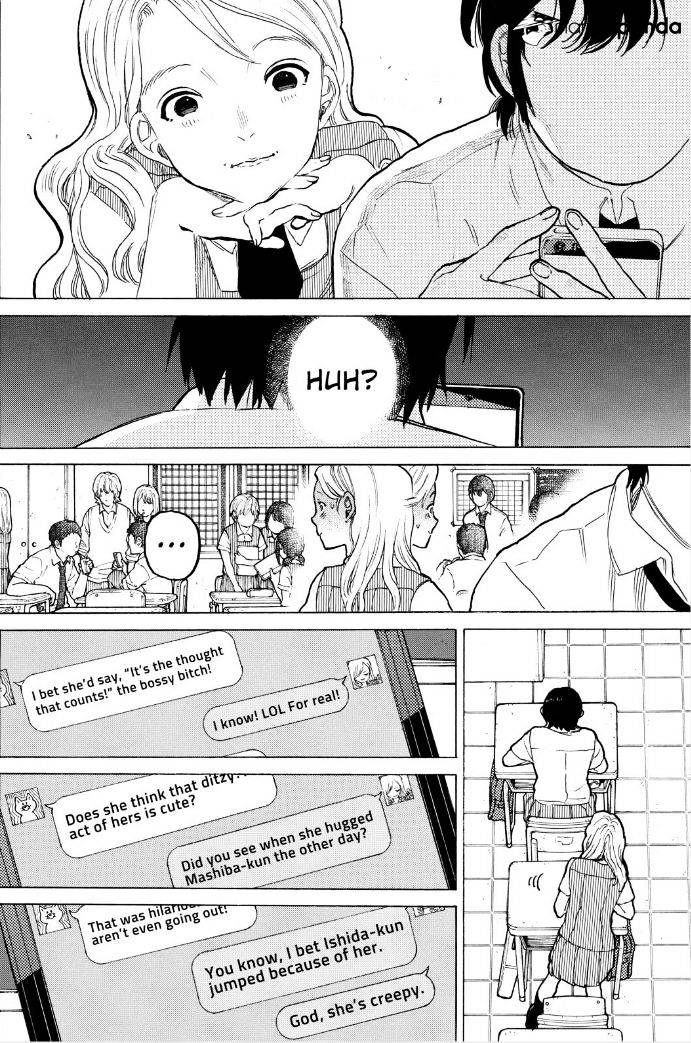 HUH?
...
I bet she'd say, "It's the thought
that counts!" the bossy bitch!
I know! LOL For real!
Does she think that ditzy
act of hers is cute?
Did you see when she hugged
Mashiba-kun the other day?
That was
aren't even going out!
You know, I bet Ishida-kun
jumped because of her.
God, she's creepy.